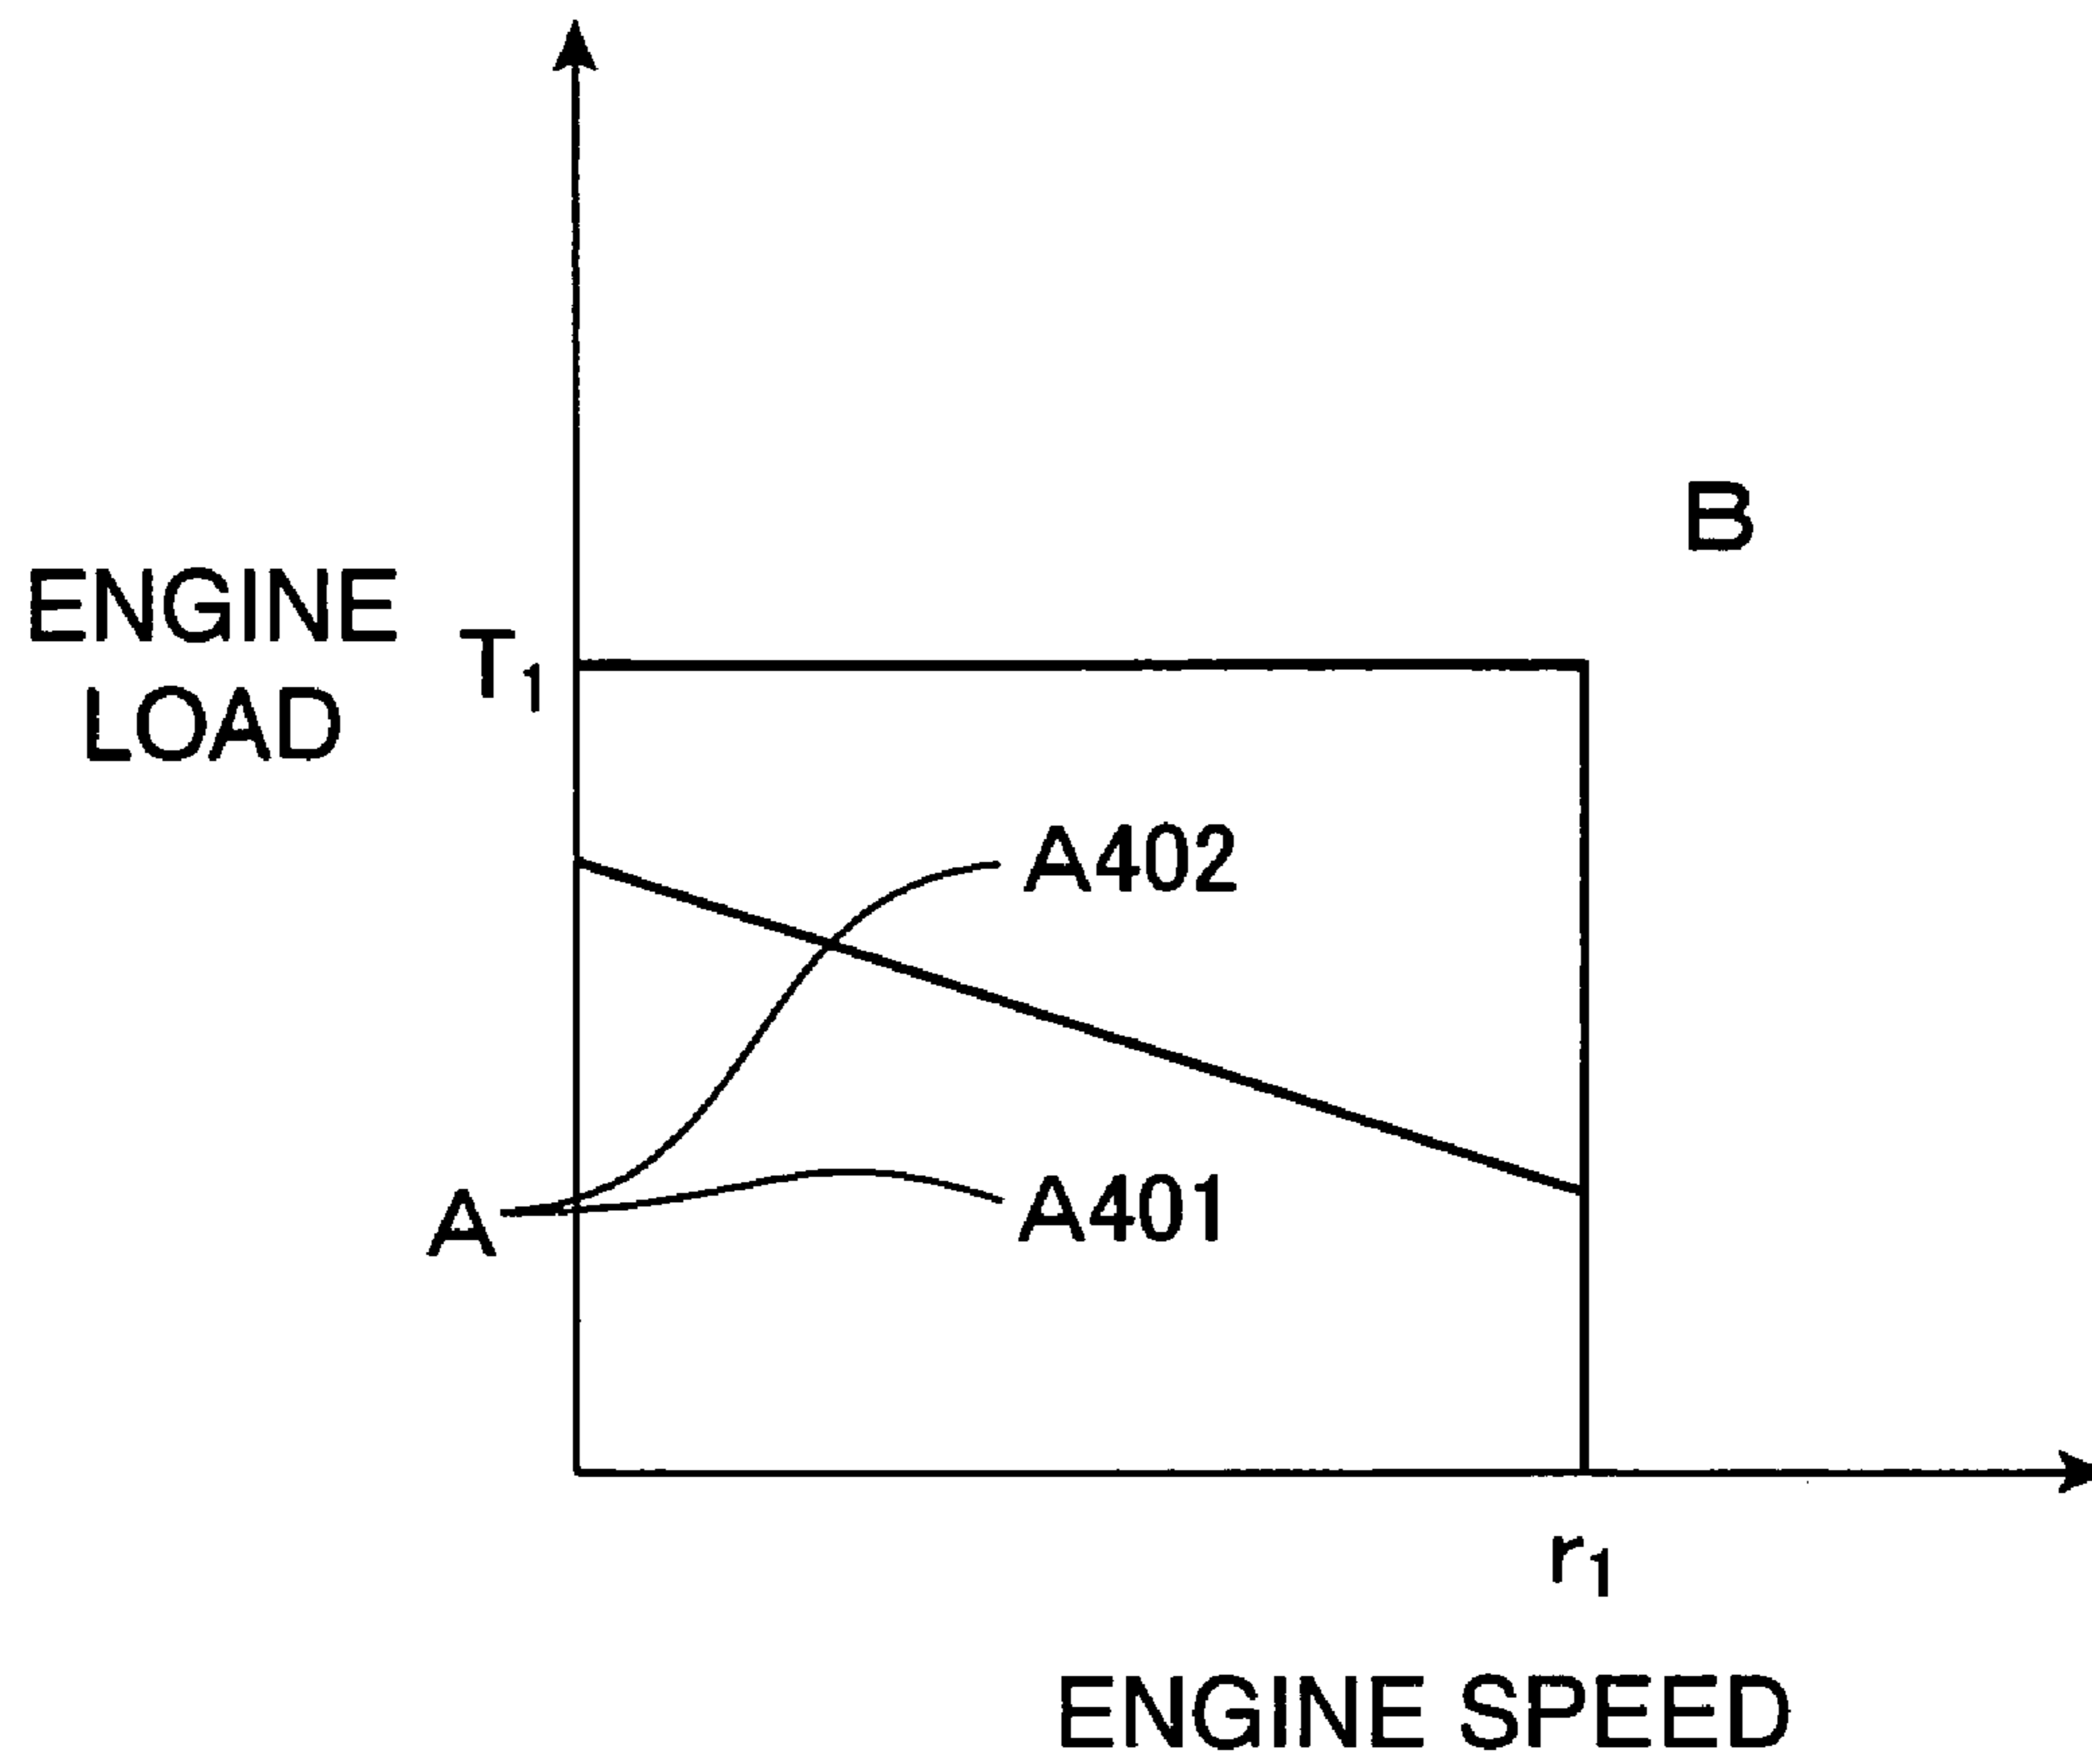 B
ENGINE
LOAD
T₁
A402
A
A401
r₁
ENGINE SPEED